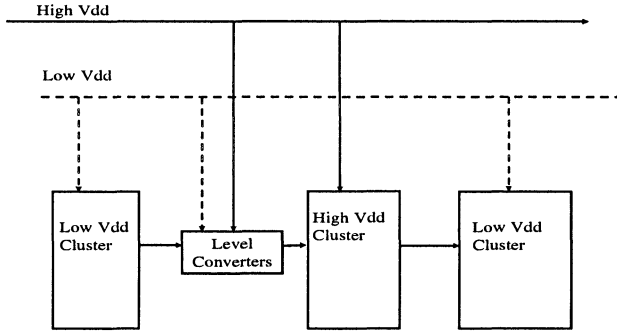 High Vdd
Low Vdd
Low Vdd
Cluster
Level
Converters
High Vdd
Cluster
Low Vdd
Cluster